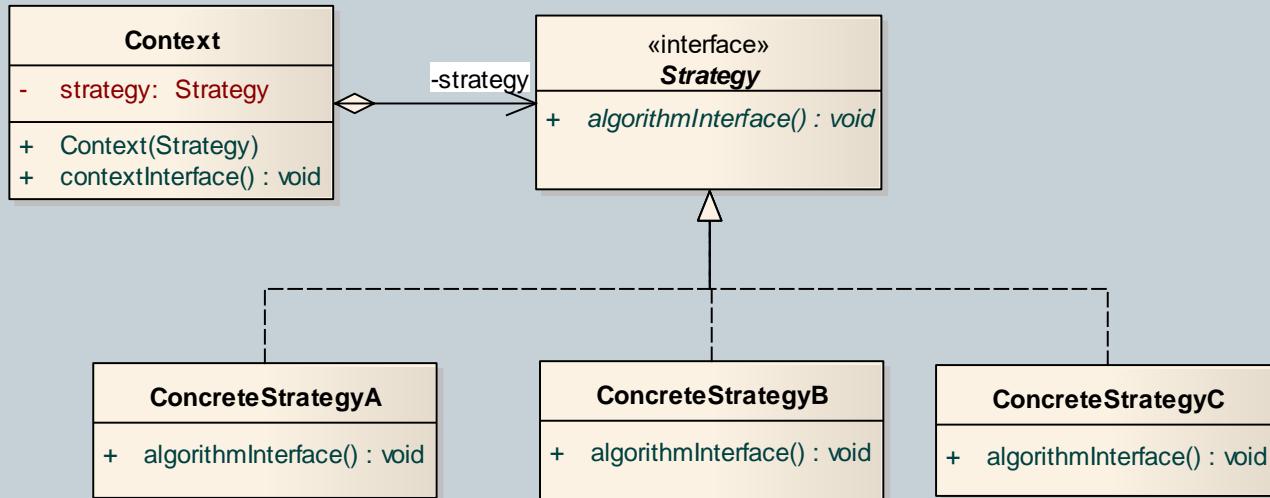 Context
- strategy: Strategy
+ Context(Strategy)
+ contextInterface() : void
-strategy
«interface»
Strategy
+ algorithmInterface() : void
ConcreteStrategyA
+ algorithmInterface() : void
ConcreteStrategyB
+ algorithmInterface() : void
ConcreteStrategyC
+ algorithmInterface() : void